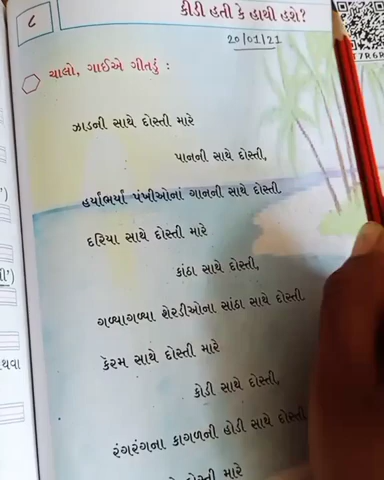 ૮
કીડી હતી કે હાથી હશે?
20/01/21
7R6R
ચાલો, ગાઈએ ગીતડું :
ઝાડની સાથે દોસ્તી મારે
પાનની સાથે દોસ્તી,
હર્યાંભર્યાં પંખીઓનાં ગાનની સાથે દોસ્તી.
દરિયા સાથે દોસ્તી મારે
કાંઠા સાથે દોસ્તી,
ગળ્યાગળ્યા શેરડીઓના સાંઠા સાથે દોસ્તી.
કેરમ સાથે દોસ્તી મારે
કોડી સાથે દોસ્તી,
રંગરંગના કાગળની હોડી સાથે દોસ્તી
દોસ્તી મારે